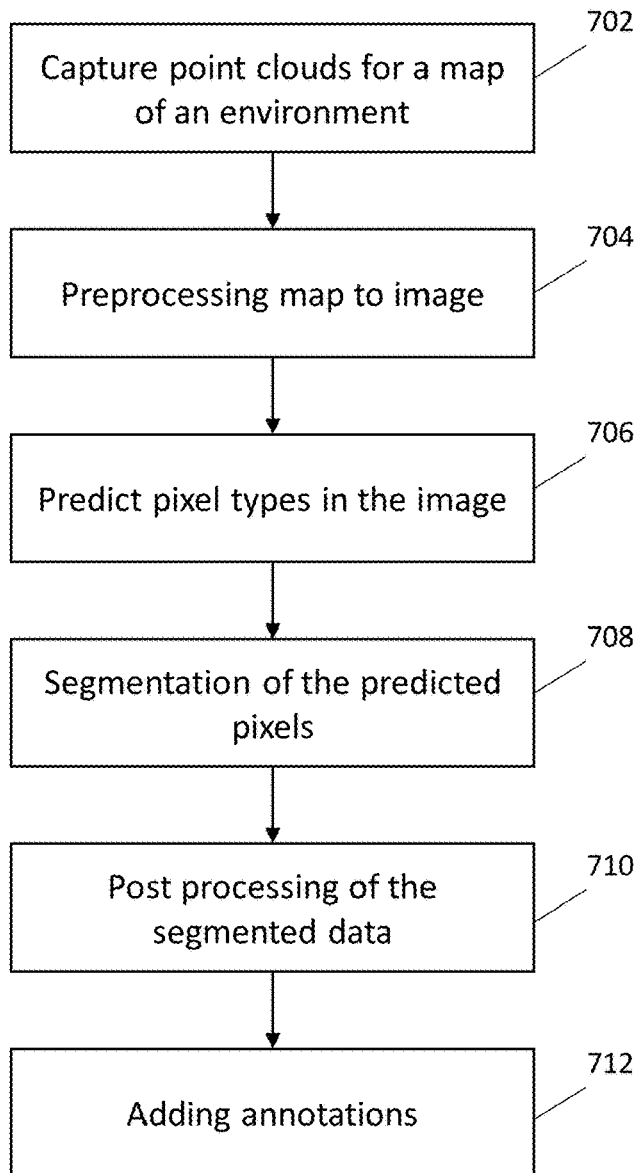 702
Capture point clouds for a map
of an environment
704
Preprocessing map to image
706
Predict pixel types in the image
708
Segmentation of the predicted
pixels
710
Post processing of the
segmented data
712
Adding annotations